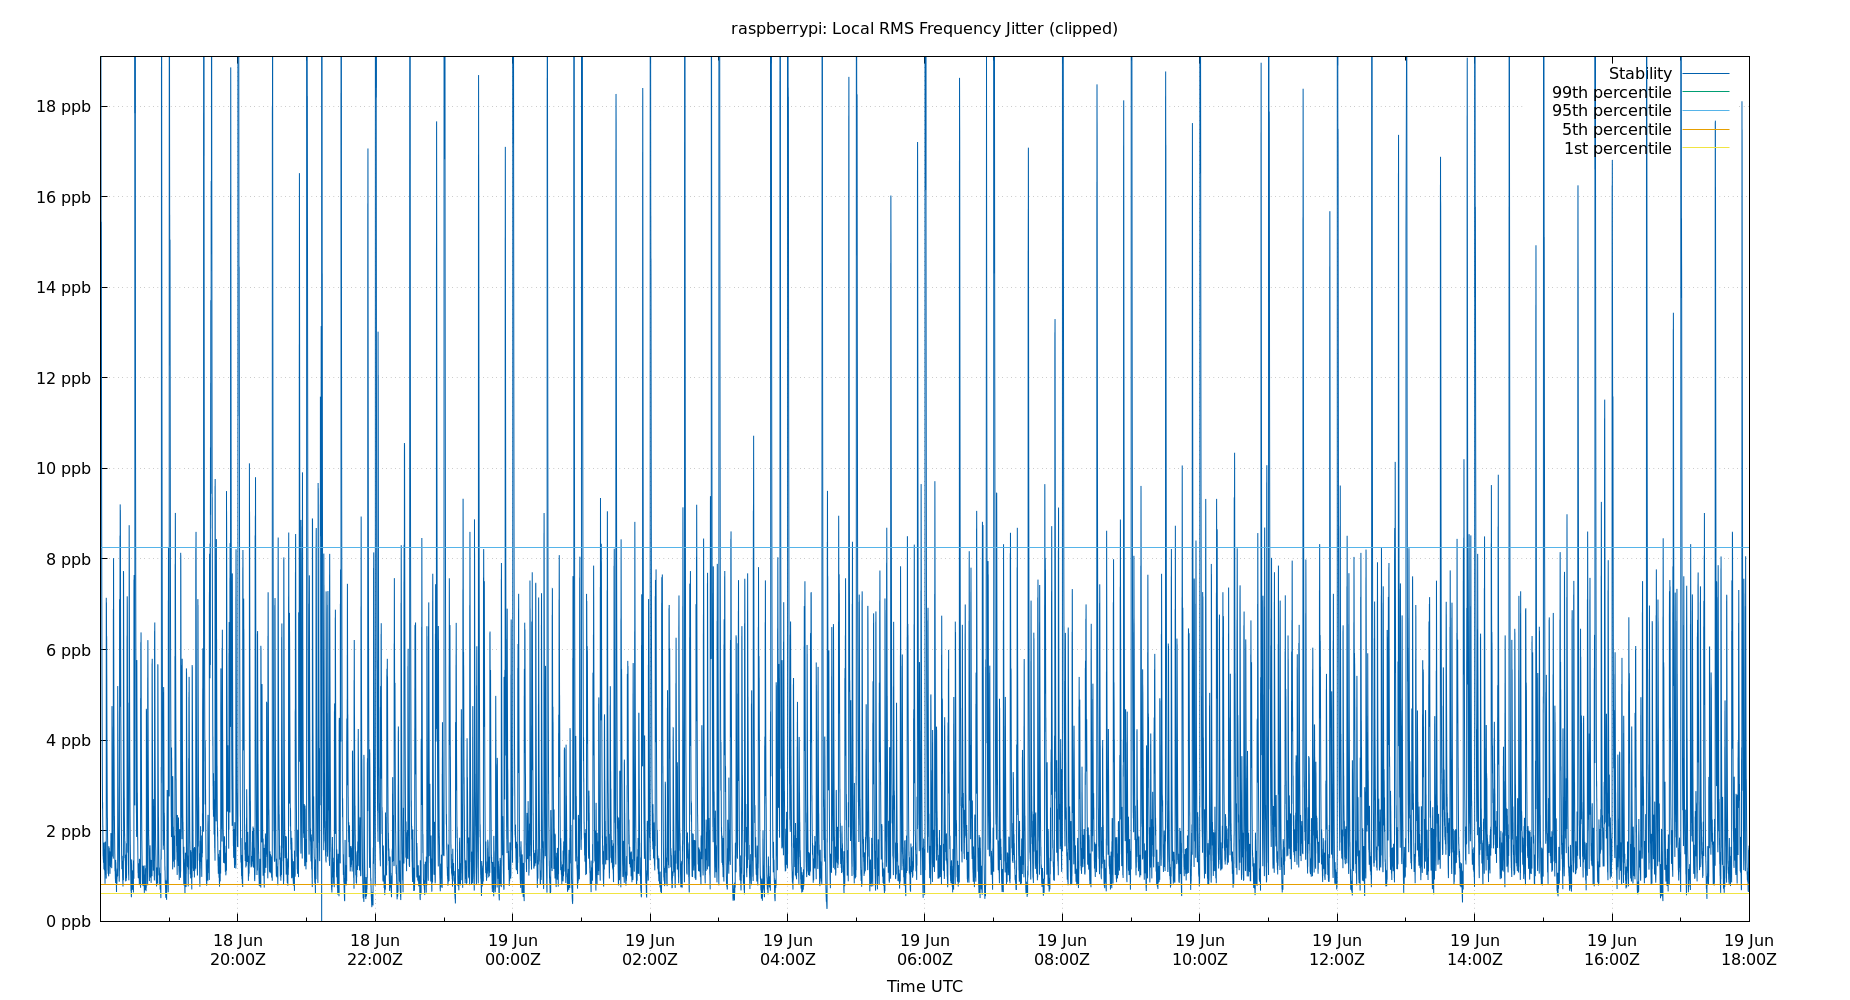 raspberrypi: Local RMS Frequency Jitter (clipped)
Stability
99th percentile
95th percentile
5th percentile
1st percentile
18 ppb
16 ppb
14 ppb
12 ppb
10 ppb
8 ppb
6 ppb
4 ppb
2 ppb
0 ppb
18 Jun 18 Jun 19 Jun 19 Jun 19 Jun 19 Jun 19 Jun 19 Jun 19 Jun 19 Jun 19 Jun 19 Jun
20:00Z 22:00Z 00:00Z 02:00Z 04:00Z 06:00Z 08:00Z 10:00Z 12:00Z 14:00Z 16:00Z 18:00Z
Time UTC